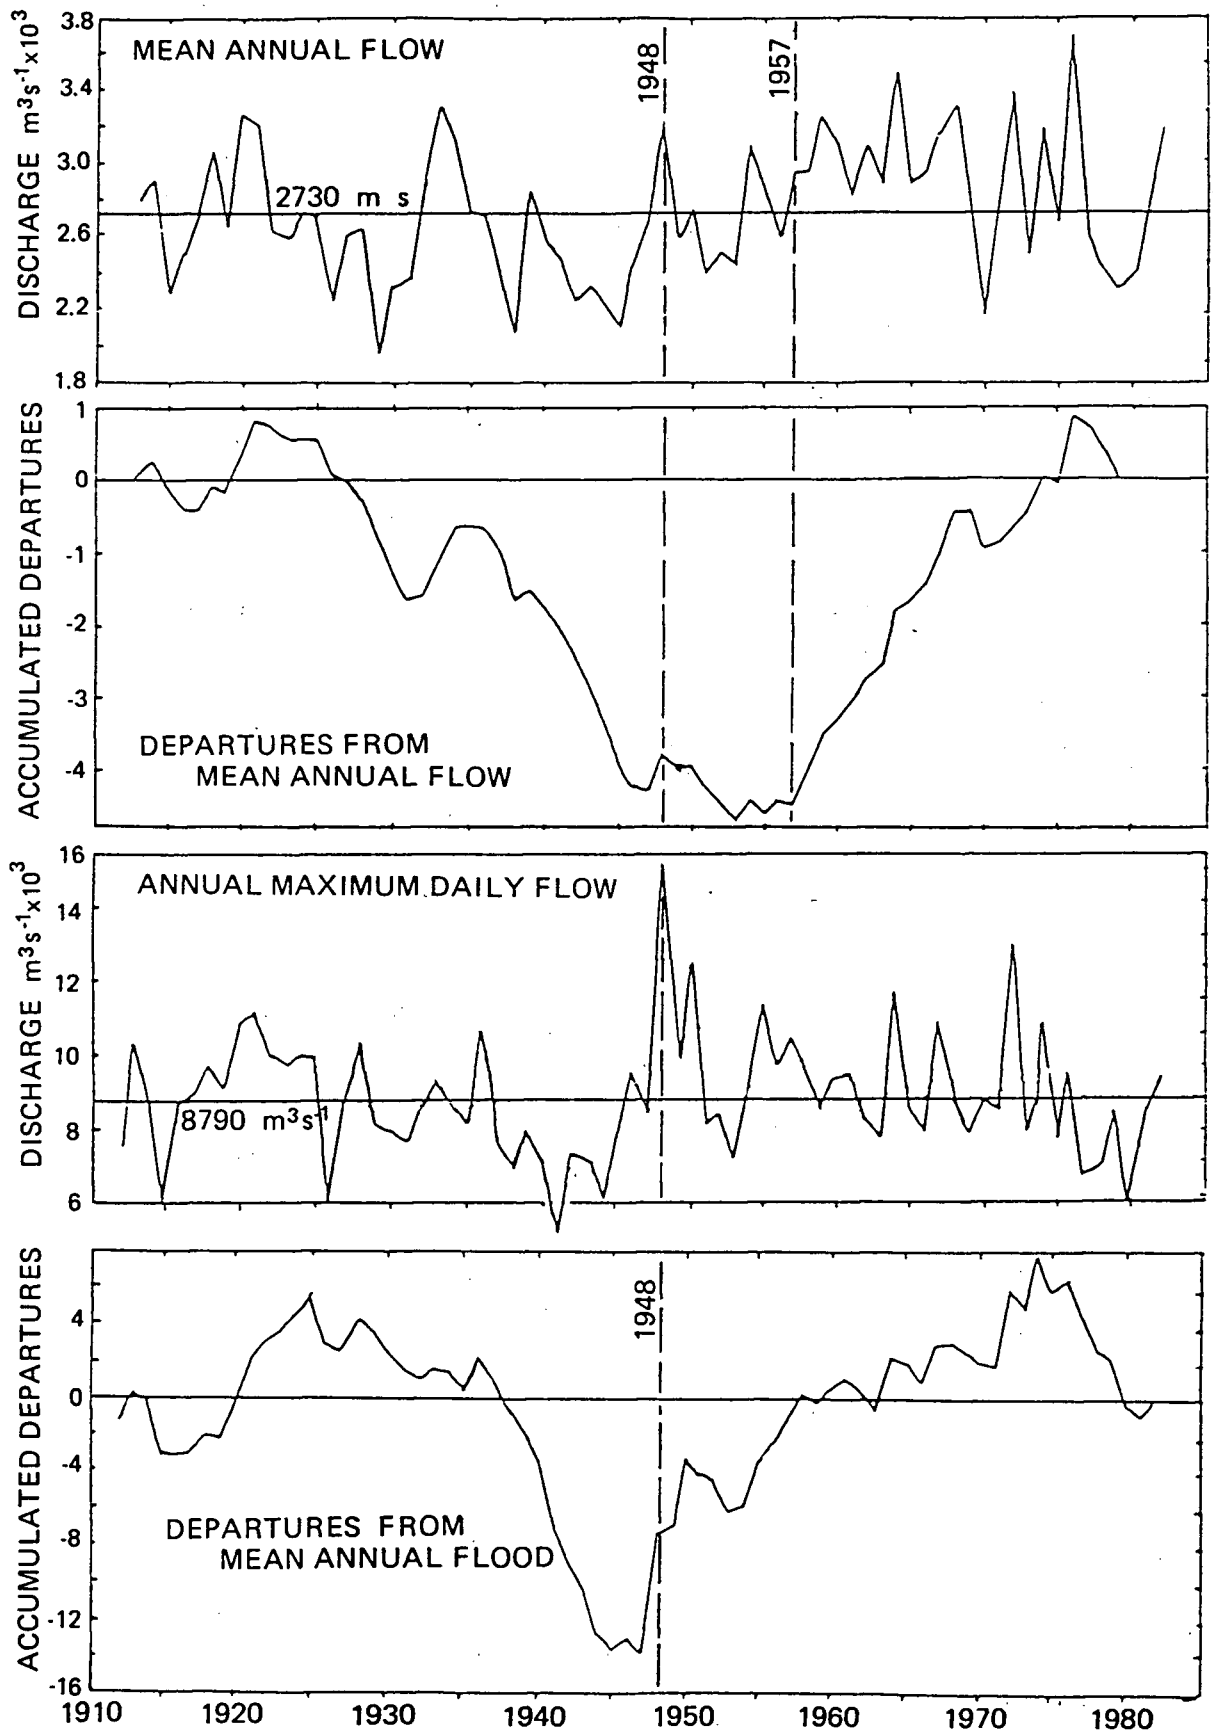 3.8
3.4
3.0
2.6
2.2
1.8
DISCHARGE m³s⁻¹x10³
MEAN ANNUAL FLOW
1948
1957
2730 m s
1
0
-1
-2
-3
-4
ACCUMULATED DEPARTURES
DEPARTURES FROM
MEAN ANNUAL FLOW
16
14
12
10
8
6
DISCHARGE m³s⁻¹x10³
ANNUAL MAXIMUM DAILY FLOW
8790 m³s⁻¹
4
0
-4
-8
-12
-16
ACCUMULATED DEPARTURES
1948
DEPARTURES FROM
MEAN ANNUAL FLOOD
1910 1920 1930 1940 1950 1960 1970 1980